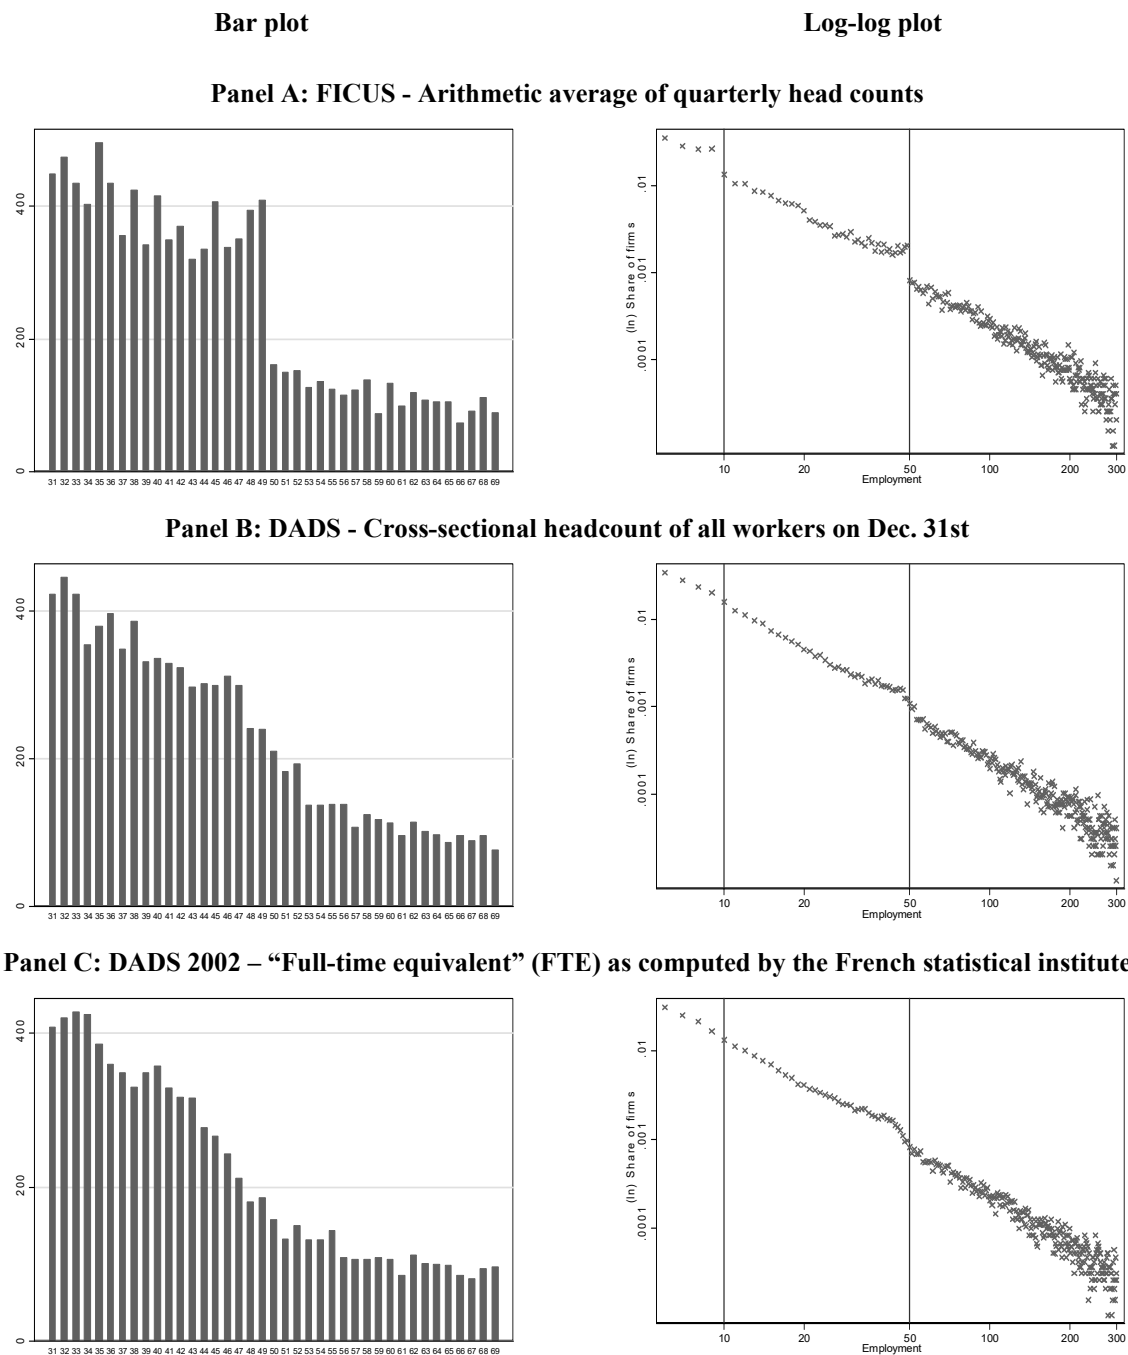 Bar plot
Log-log plot
Panel A: FICUS - Arithmetic average of quarterly head counts
400
200
0
31 32 33 34 35 36 37 38 39 40 41 42 43 44 45 46 47 48 49 50 51 52 53 54 55 56 57 58 59 60 61 62 63 64 65 66 67 68 69
(ln) Share of firms
.01
.001
.0001
10 20 50 100 200 300
Employment
Panel B: DADS - Cross-sectional headcount of all workers on Dec. 31st
400
200
0
31 32 33 34 35 36 37 38 39 40 41 42 43 44 45 46 47 48 49 50 51 52 53 54 55 56 57 58 59 60 61 62 63 64 65 66 67 68 69
(ln) Share of firms
.01
.001
.0001
10 20 50 100 200 300
Employment
Panel C: DADS 2002 – “Full-time equivalent” (FTE) as computed by the French statistical institute
400
200
0
31 32 33 34 35 36 37 38 39 40 41 42 43 44 45 46 47 48 49 50 51 52 53 54 55 56 57 58 59 60 61 62 63 64 65 66 67 68 69
(ln) Share of firms
.01
.001
.0001
10 20 50 100 200 300
Employment